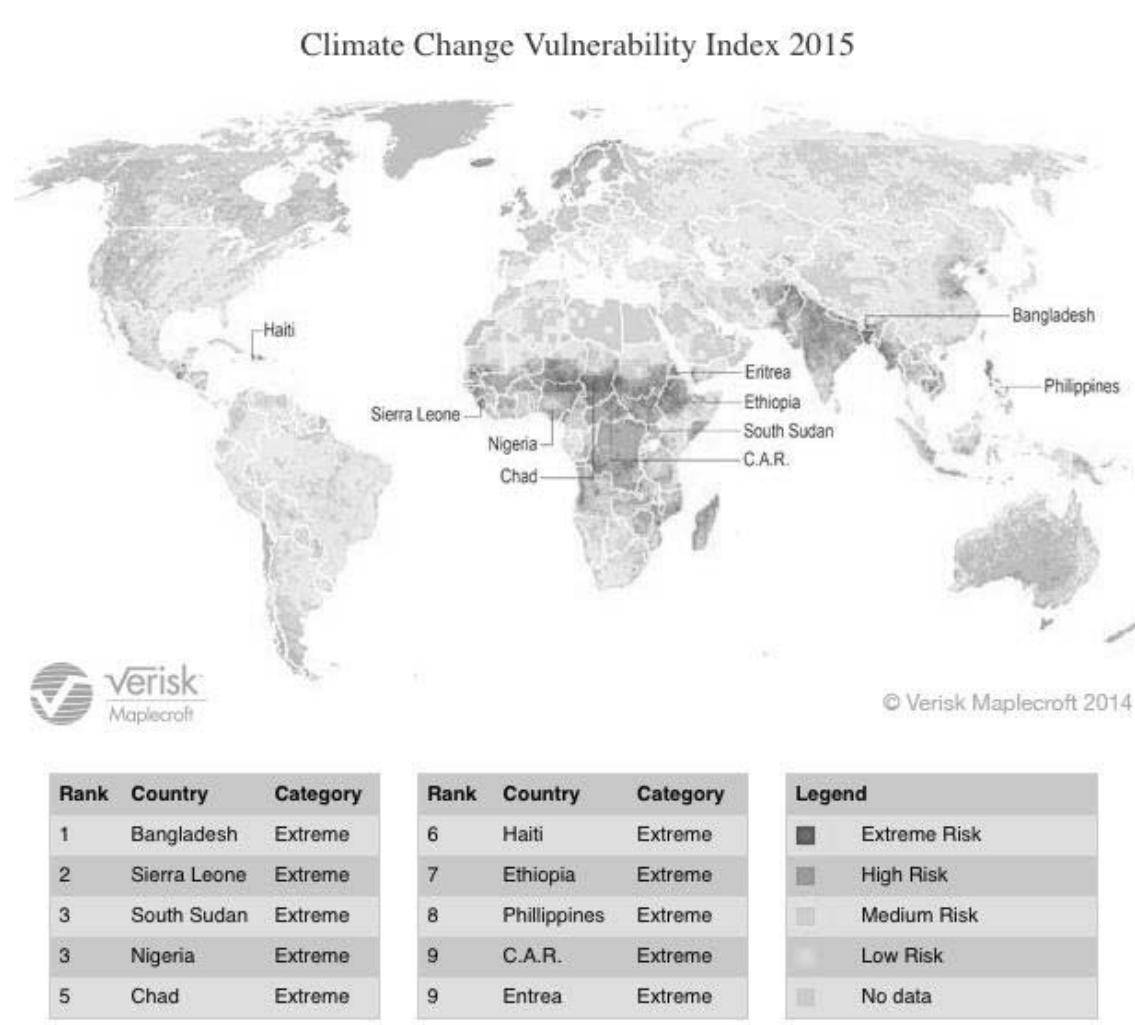 Climate Change Vulnerability Index 2015
Haiti
Bangladesh
Eritrea
Philippines
Ethiopia
Sierra Leone
South Sudan
Nigeria
C.A.R.
Chad
verisk
Maplecroft
© Verisk Maplecroft 2014
Rank Country Category
1 Bangladesh Extreme
2 Sierra Leone Extreme
3 South Sudan Extreme
3 Nigeria Extreme
5 Chad Extreme
Rank Country Category
6 Haiti Extreme
7 Ethiopia Extreme
8 Phillippines Extreme
9 C.A.R. Extreme
9 Entrea Extreme
Legend
Extreme Risk
High Risk
Medium Risk
Low Risk
No data